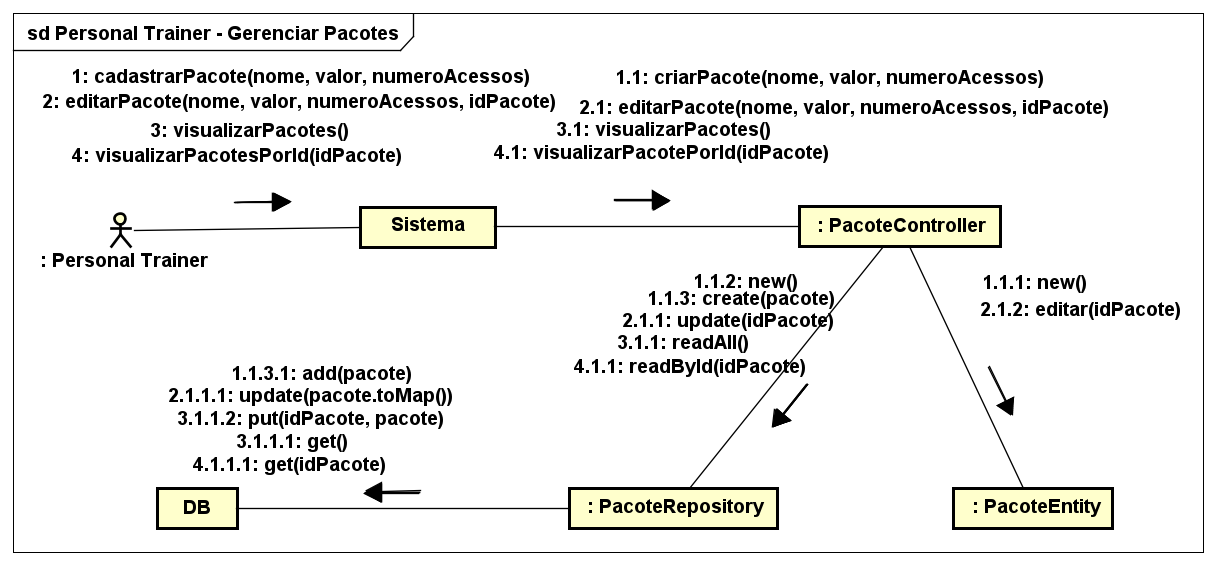 sd Personal Trainer - Gerenciar Pacotes
1: cadastrarPacote(nome, valor, numeroAcessos)
2: editarPacote(nome, valor, numeroAcessos, idPacote)
3: visualizarPacotes()
4: visualizarPacotesPorId(idPacote)
1.1: criarPacote(nome, valor, numeroAcessos)
2.1: editarPacote(nome, valor, numeroAcessos, idPacote)
3.1: visualizarPacotes()
4.1: visualizarPacotePorId(idPacote)
: Personal Trainer
Sistema
: PacoteController
1.1.2: new()
1.1.3: create(pacote)
2.1.1: update(idPacote)
3.1.1: readAll()
4.1.1: readById(idPacote)
1.1.1: new()
2.1.2: editar(idPacote)
1.1.3.1: add(pacote)
2.1.1.1: update(pacote.toMap())
3.1.1.2: put(idPacote, pacote)
3.1.1.1: get()
4.1.1.1: get(idPacote)
DB
: PacoteRepository
: PacoteEntity